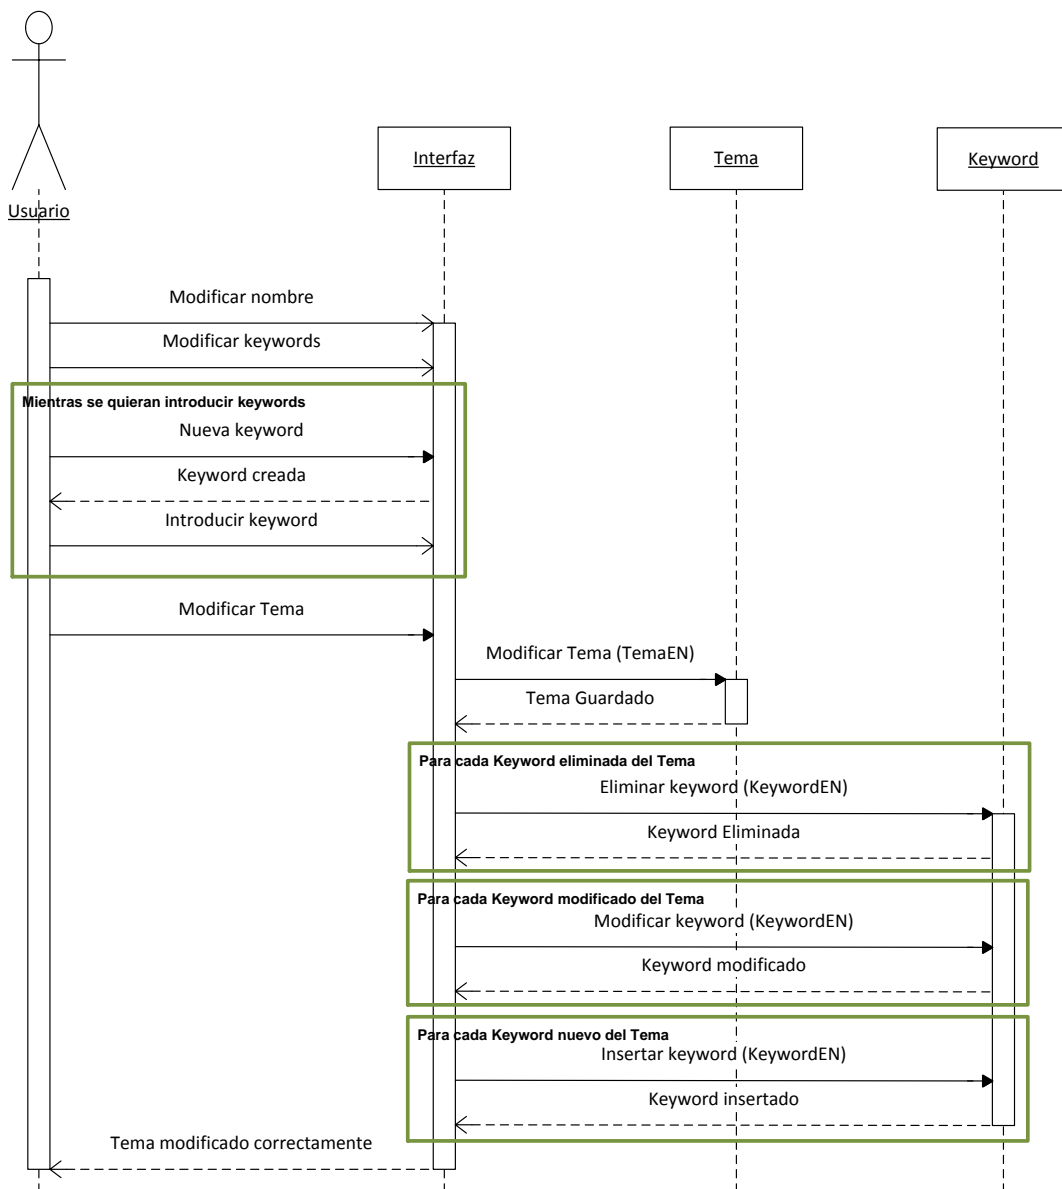 Interfaz
Tema
Keyword
Usuario
Modificar nombre
Modificar keywords
Mientras se quieran introducir keywords
Nueva keyword
Keyword creada
Introducir keyword
Modificar Tema
Modificar Tema (TemaEN)
Tema Guardado
Para cada Keyword eliminada del Tema
Eliminar keyword (KeywordEN)
Keyword Eliminada
Para cada Keyword modificado del Tema
Modificar keyword (KeywordEN)
Keyword modificado
Para cada Keyword nuevo del Tema
Insertar keyword (KeywordEN)
Keyword insertado
Tema modificado correctamente